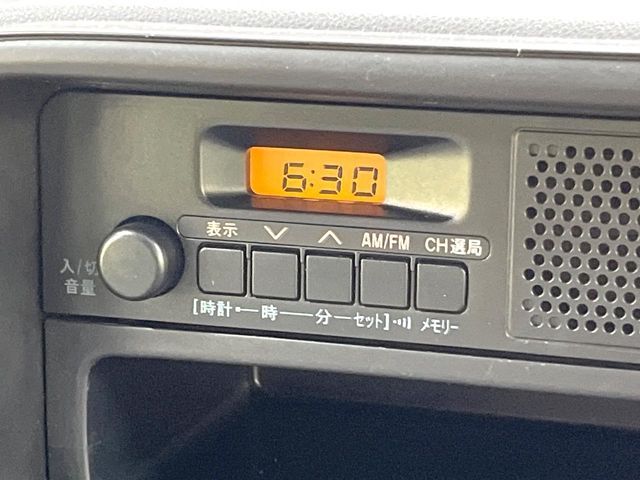 6:30
表示 ∨ ∧ AM/FM CH選局
入/切
音量
[時計•—時——分—セット]•••ıl メモリー